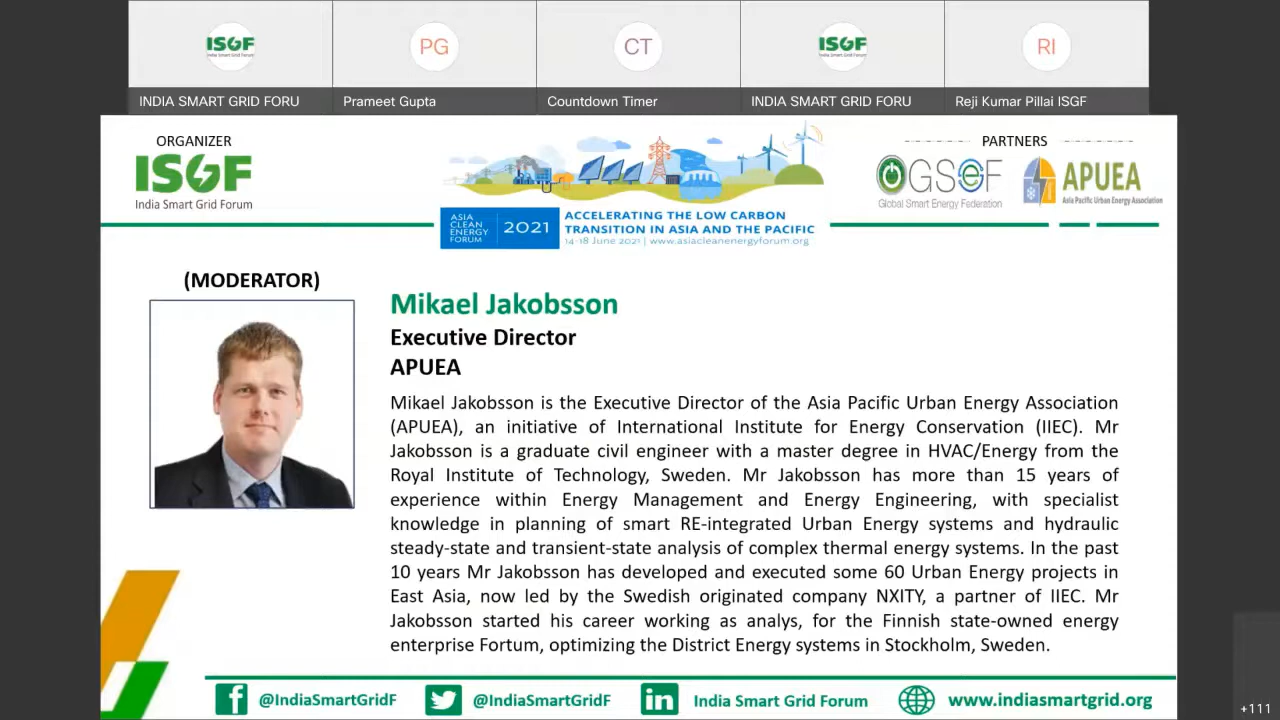 ISGF
India Smart Grid Forum
PG
CT
ISGF
India Smart Grid Forum
RI
INDIA SMART GRID FORU
Prameet Gupta
Countdown Timer
INDIA SMART GRID FORU
Reji Kumar Pillai ISGF
ORGANIZER
ISGF
India Smart Grid Forum
ASIA
CLEAN
ENERGY
FORUM
2021
ACCELERATING THE LOW CARBON
TRANSITION IN ASIA AND THE PACIFIC
14-18 June 2021 | www.asiacleanenergyforum.org
PARTNERS
GSEF
Global Smart Energy Federation
APUEA
Asia Pacific Urban Energy Association
(MODERATOR)
Mikael Jakobsson
Executive Director
APUEA
Mikael Jakobsson is the Executive Director of the Asia Pacific Urban Energy Association
(APUEA), an initiative of International Institute for Energy Conservation (IIEC). Mr
Jakobsson is a graduate civil engineer with a master degree in HVAC/Energy from the
Royal Institute of Technology, Sweden. Mr Jakobsson has more than 15 years of
experience within Energy Management and Energy Engineering, with specialist
knowledge in planning of smart RE-integrated Urban Energy systems and hydraulic
steady-state and transient-state analysis of complex thermal energy systems. In the past
10 years Mr Jakobsson has developed and executed some 60 Urban Energy projects in
East Asia, now led by the Swedish originated company NXITY, a partner of IIEC. Mr
Jakobsson started his career working as analys, for the Finnish state-owned energy
enterprise Fortum, optimizing the District Energy systems in Stockholm, Sweden.
@IndiaSmartGridF
@IndiaSmartGridF
India Smart Grid Forum
www.indiasmartgrid.org
+111